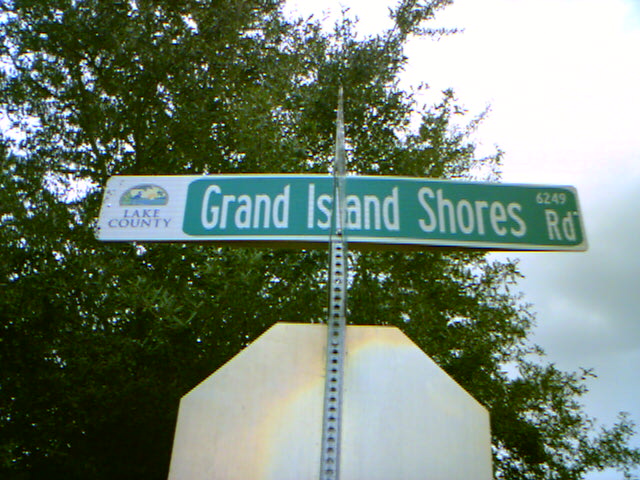 LAKE
COUNTY
Grand Island Shores
6249
Rd